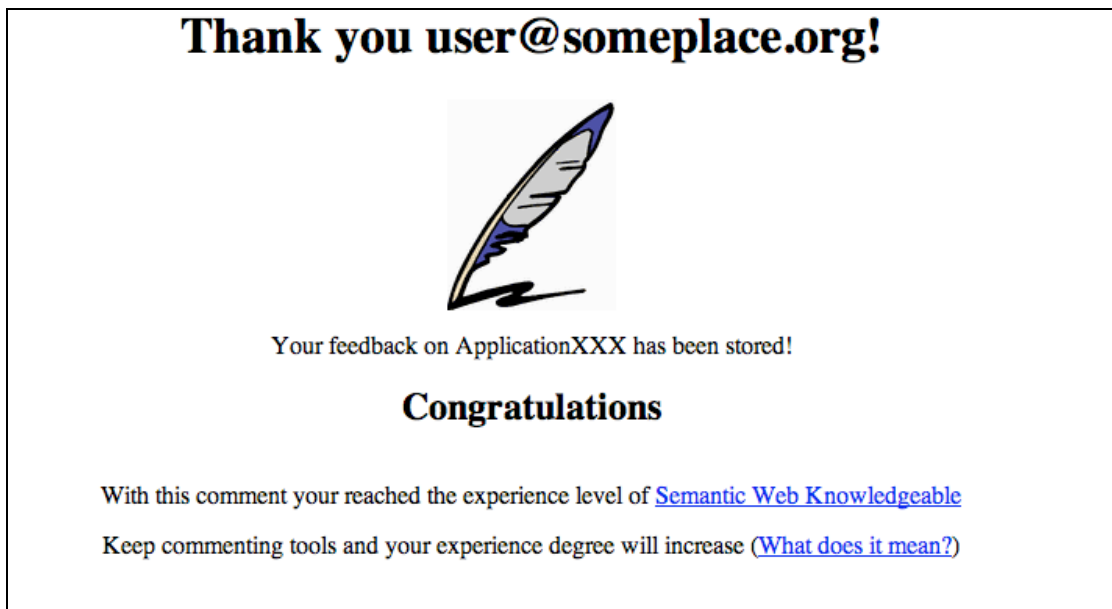 Thank you user@someplace.org!
Your feedback on ApplicationXXX has been stored!
Congratulations
With this comment your reached the experience level of Semantic Web Knowledgeable
Keep commenting tools and your experience degree will increase (What does it mean?)